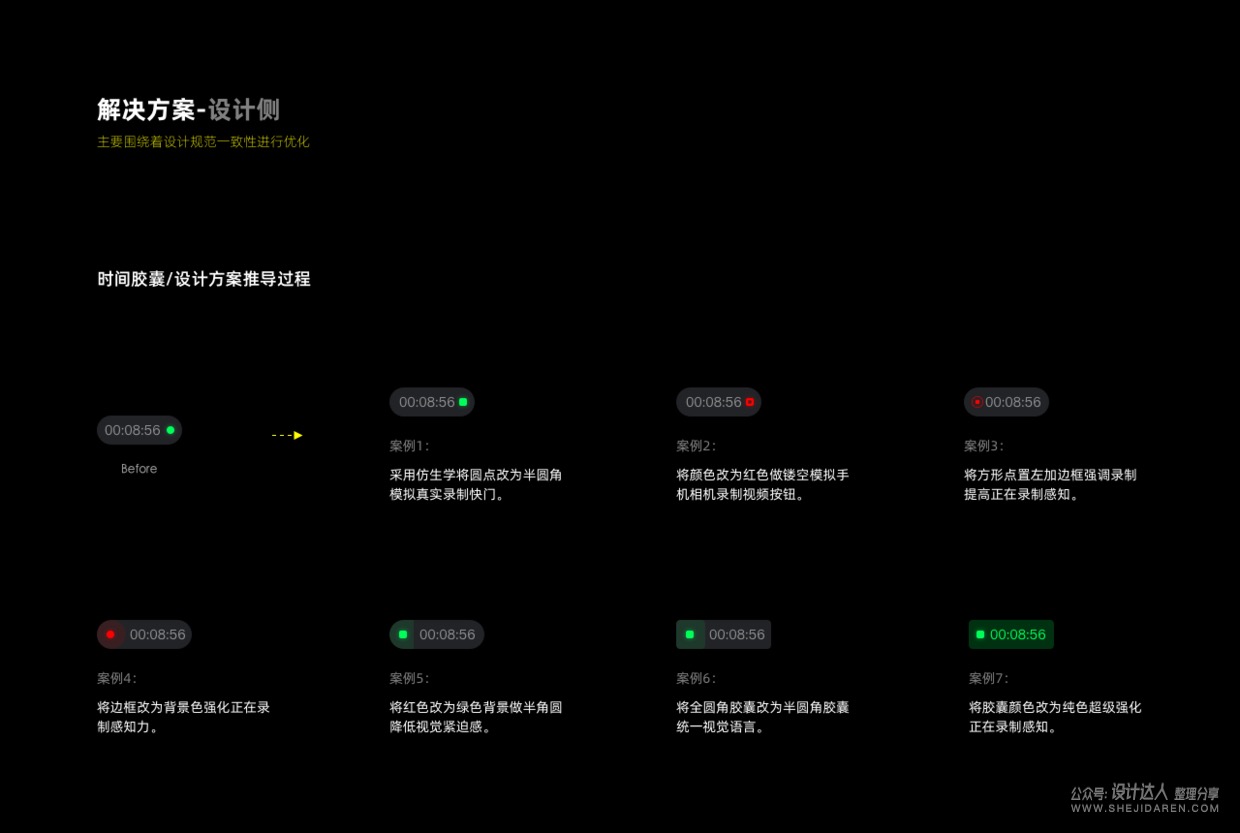 解决方案-设计侧
主要围绕着设计规范一致性进行优化
时间胶囊/设计方案推导过程
00:08:56
Before
00:08:56
案例1：
采用仿生学将圆点改为半圆角
模拟真实录制快门。
00:08:56
案例2：
将颜色改为红色做镂空模拟手
机相机录制视频按钮。
00:08:56
案例3：
将方形点置左加边框强调录制
提高正在录制感知。
00:08:56
案例4：
将边框改为背景色强化正在录
制感知力。
00:08:56
案例5：
将红色改为绿色背景做半角圆
降低视觉紧迫感。
00:08:56
案例6：
将全圆角胶囊改为半圆角胶囊
统一视觉语言。
00:08:56
案例7：
将胶囊颜色改为纯色超级强化
正在录制感知。
公众号: 设计达人 整理分享
WWW.SHEJIDAREN.COM